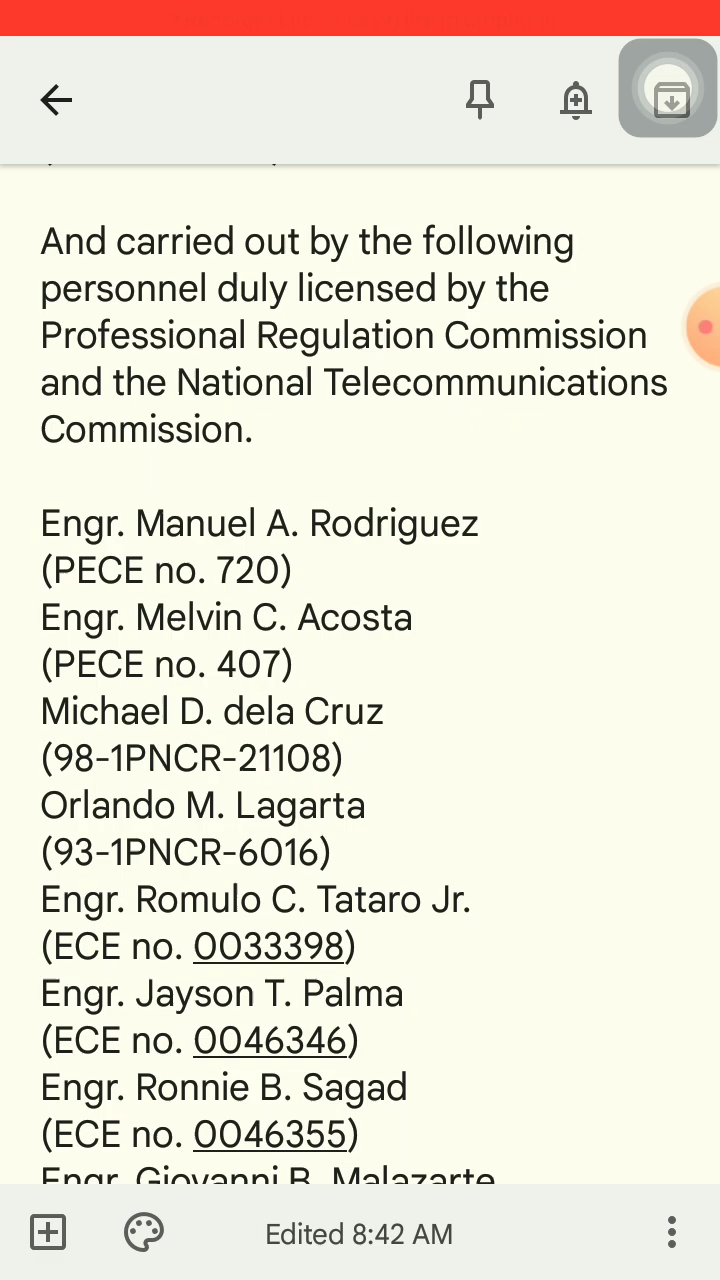 And carried out by the following
personnel duly licensed by the
Professional Regulation Commission
and the National Telecommunications
Commission.
Engr. Manuel A. Rodriguez
(PECE no. 720)
Engr. Melvin C. Acosta
(PECE no. 407)
Michael D. dela Cruz
(98-1PNCR-21108)
Orlando M. Lagarta
(93-1PNCR-6016)
Engr. Romulo C. Tataro Jr.
(ECE no. 0033398)
Engr. Jayson T. Palma
(ECE no. 0046346)
Engr. Ronnie B. Sagad
(ECE no. 0046355)
Engr. Giovanni B. Malazarte
Edited 8:42 AM